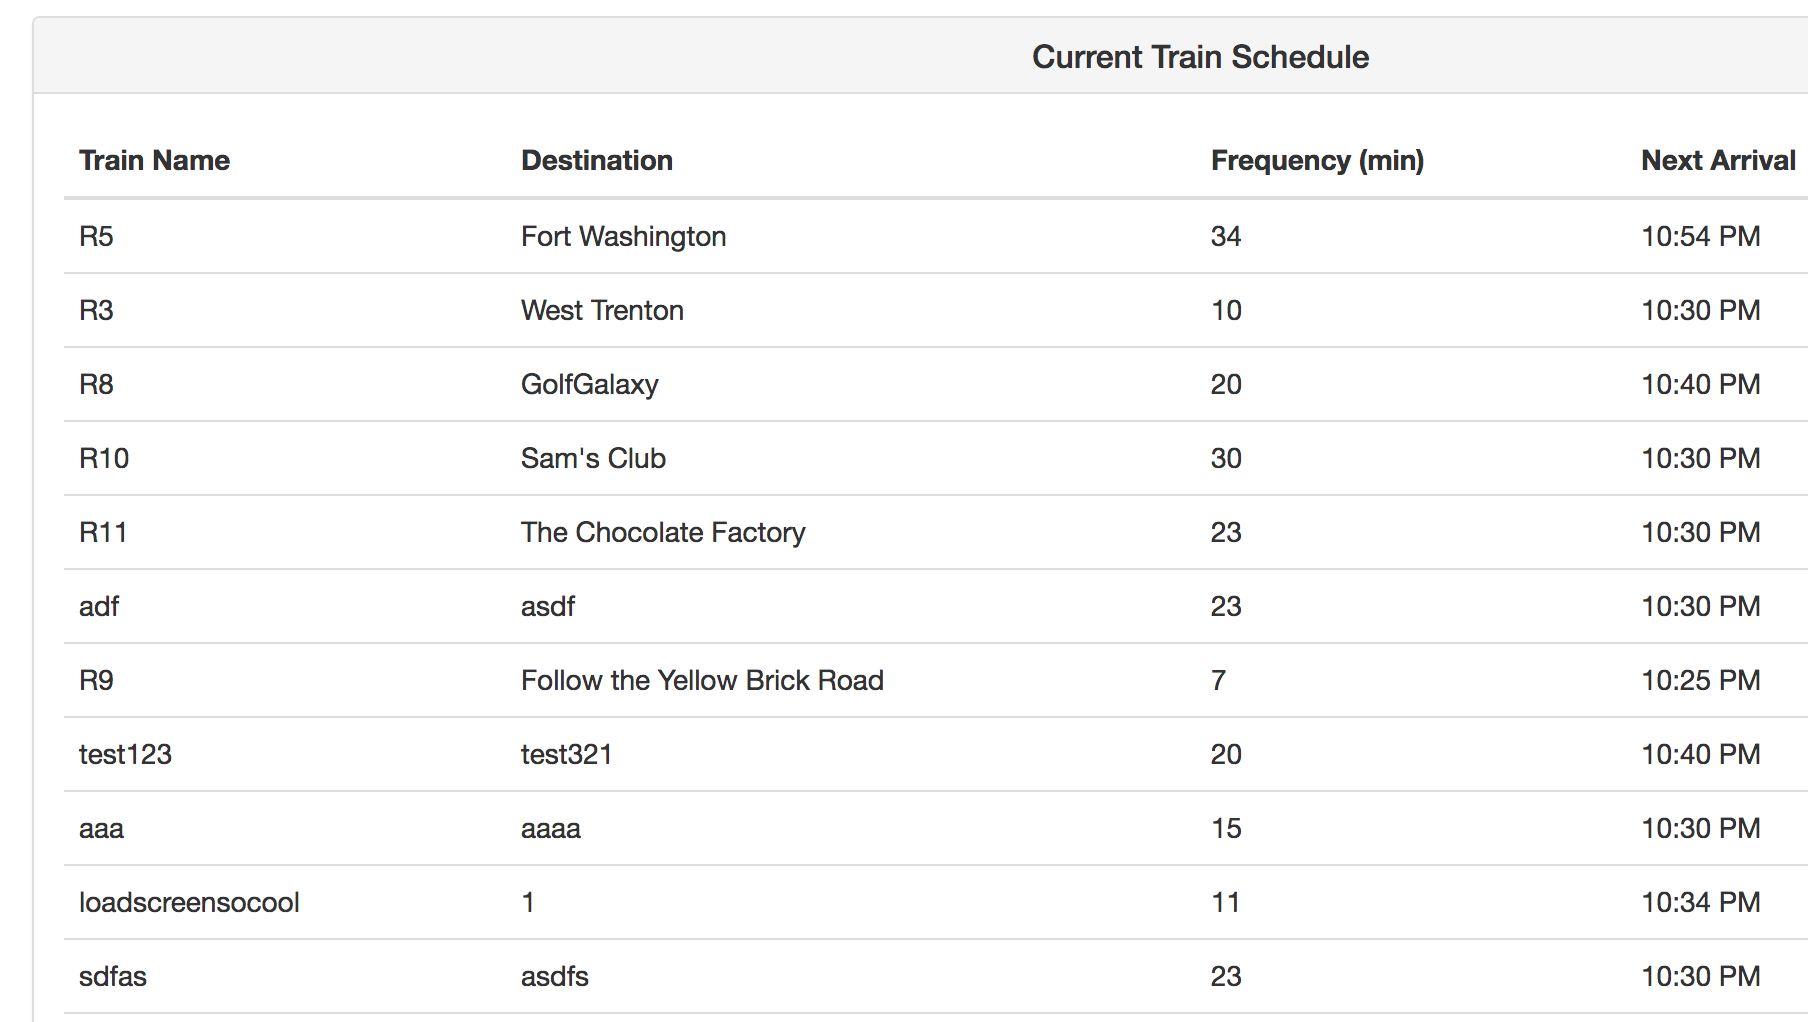 Current Train Schedule
Train Name Destination Frequency (min) Next Arrival
R5 Fort Washington 34 10:54 PM
R3 West Trenton 10 10:30 PM
R8 GolfGalaxy 20 10:40 PM
R10 Sam's Club 30 10:30 PM
R11 The Chocolate Factory 23 10:30 PM
adf asdf 23 10:30 PM
R9 Follow the Yellow Brick Road 7 10:25 PM
test123 test321 20 10:40 PM
aaa aaaa 15 10:30 PM
loadscreensocool 1 11 10:34 PM
sdfas asdfs 23 10:30 PM